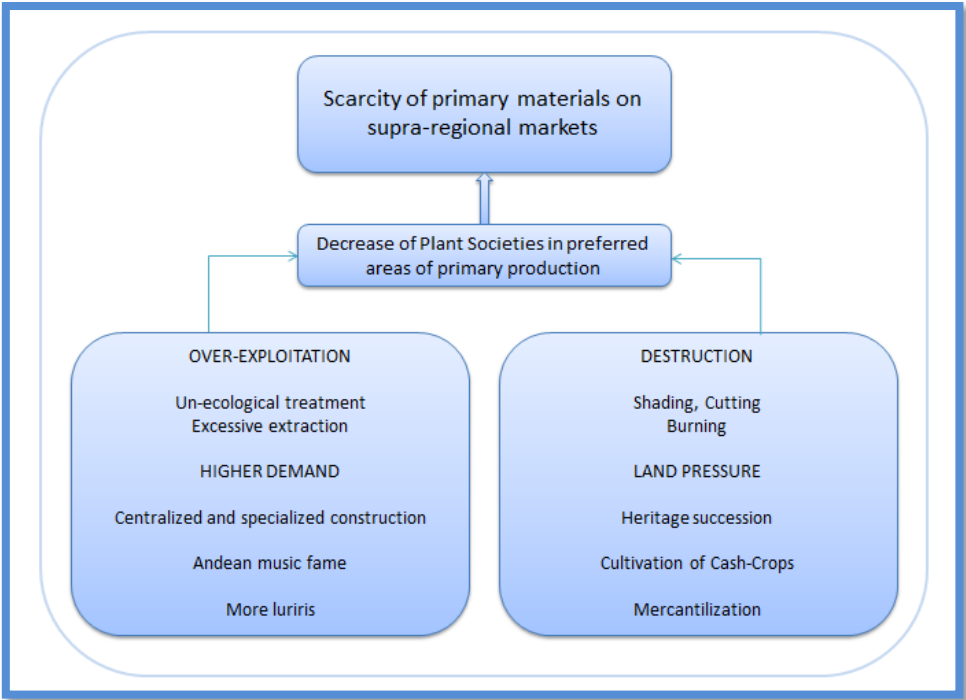 Scarcity of primary materials on
supra-regional markets
Decrease of Plant Societies in preferred
areas of primary production
OVER-EXPLOITATION
Un-ecological treatment
Excessive extraction
HIGHER DEMAND
Centralized and specialized construction
Andean music fame
More luriris
DESTRUCTION
Shading, Cutting
Burning
LAND PRESSURE
Heritage succession
Cultivation of Cash-Crops
Mercantilization